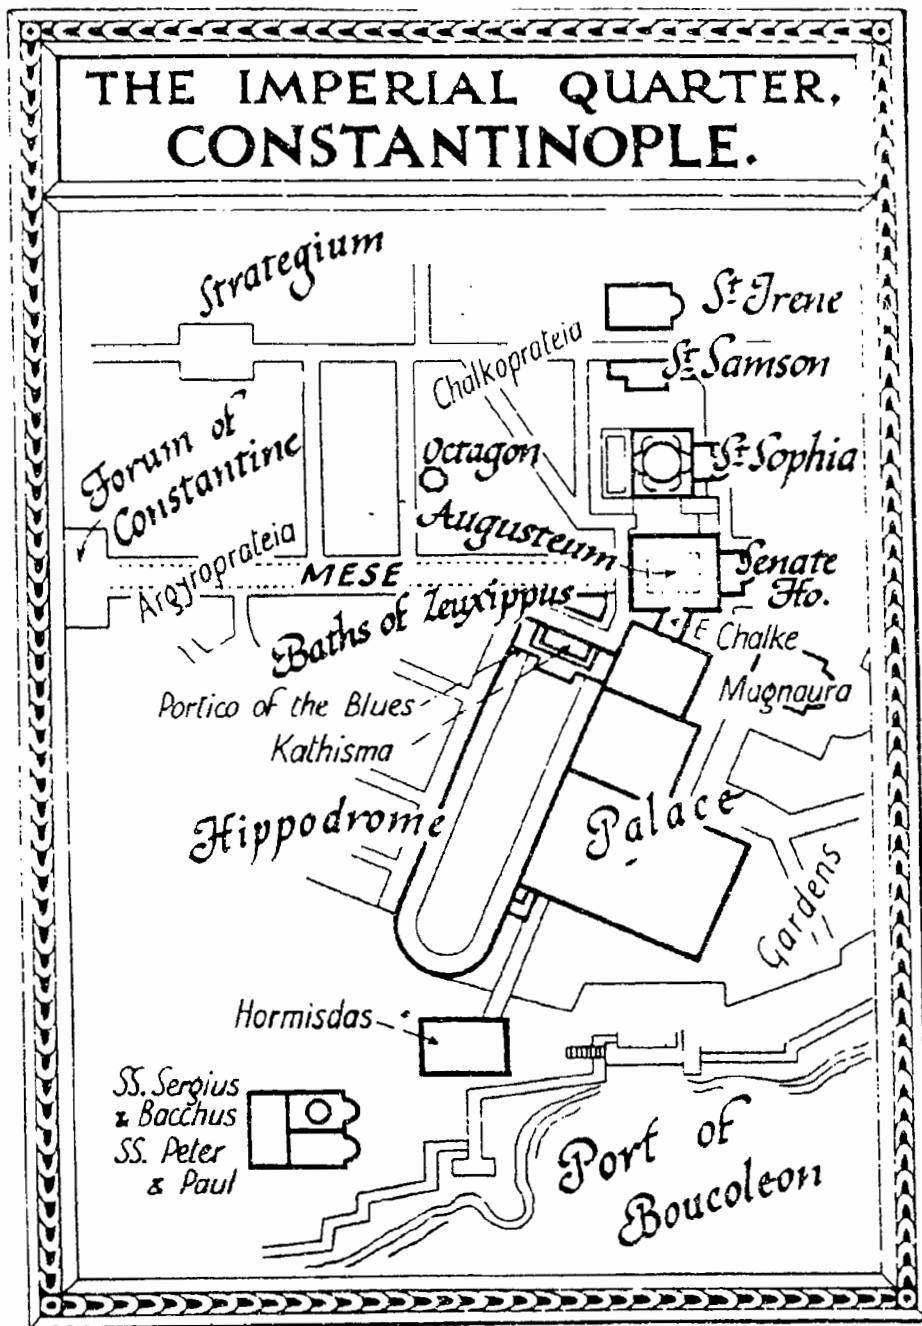 THE IMPERIAL QUARTER,
CONSTANTINOPLE.
Strategium
St. Irene
Chalkoprateia
St. Samson
Forum of
Constantine
Octagon
St. Sophia
Augusteum
Argyroprateia
MESE
Senate
Ho.
Baths of Zeuxippus
Chalke
Magnaura
Portico of the Blues
Kathisma
Hippodrome
Palace
Gardens
Hormisdas
SS. Sergius
& Bacchus
SS. Peter
& Paul
Port of
Boucoleon